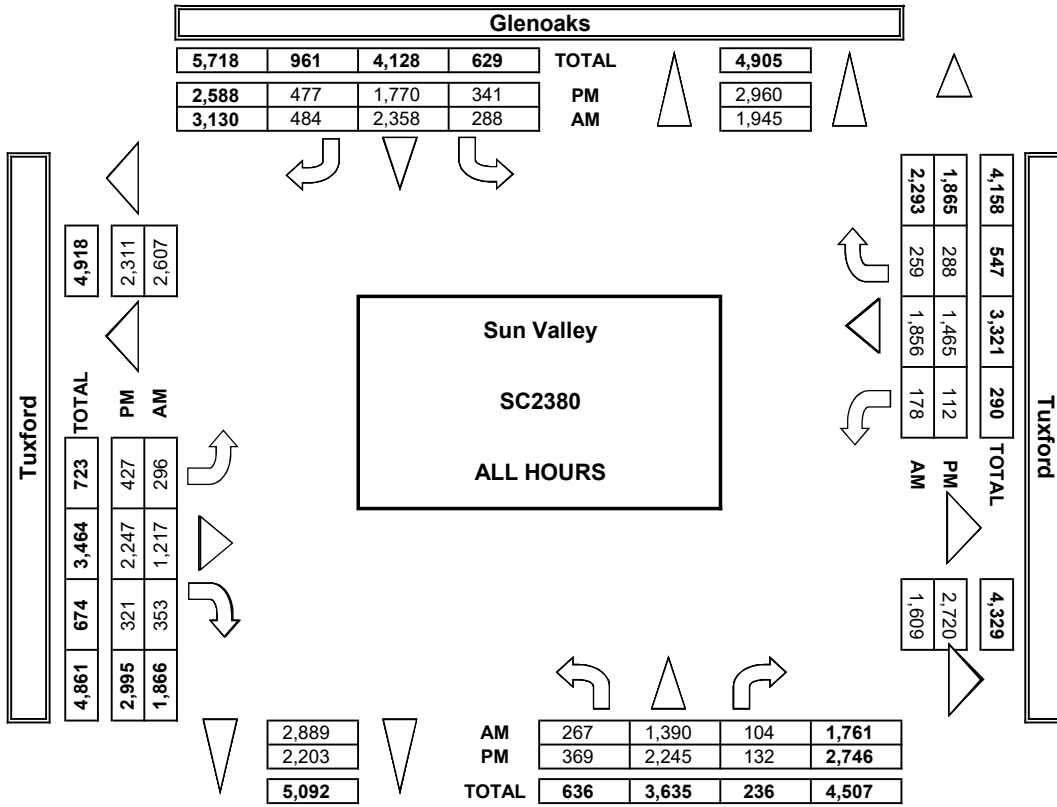 Glenoaks
5,718 961 4,128 629 TOTAL 4,905
2,588 477 1,770 341 PM 2,960
3,130 484 2,358 288 AM 1,945
Tuxford
4,918
2,311
2,607
TOTAL 723 3,464 674 4,861
PM 427 2,247 321 2,995
AM 296 1,217 353 1,866
Sun Valley
SC2380
ALL HOURS
4,158 547 3,321 290 TOTAL 4,329
1,865 288 1,465 112 PM 2,720
2,293 259 1,856 178 AM 1,609
Tuxford
2,889 AM 267 1,390 104 1,761
2,203 PM 369 2,245 132 2,746
5,092 TOTAL 636 3,635 236 4,507